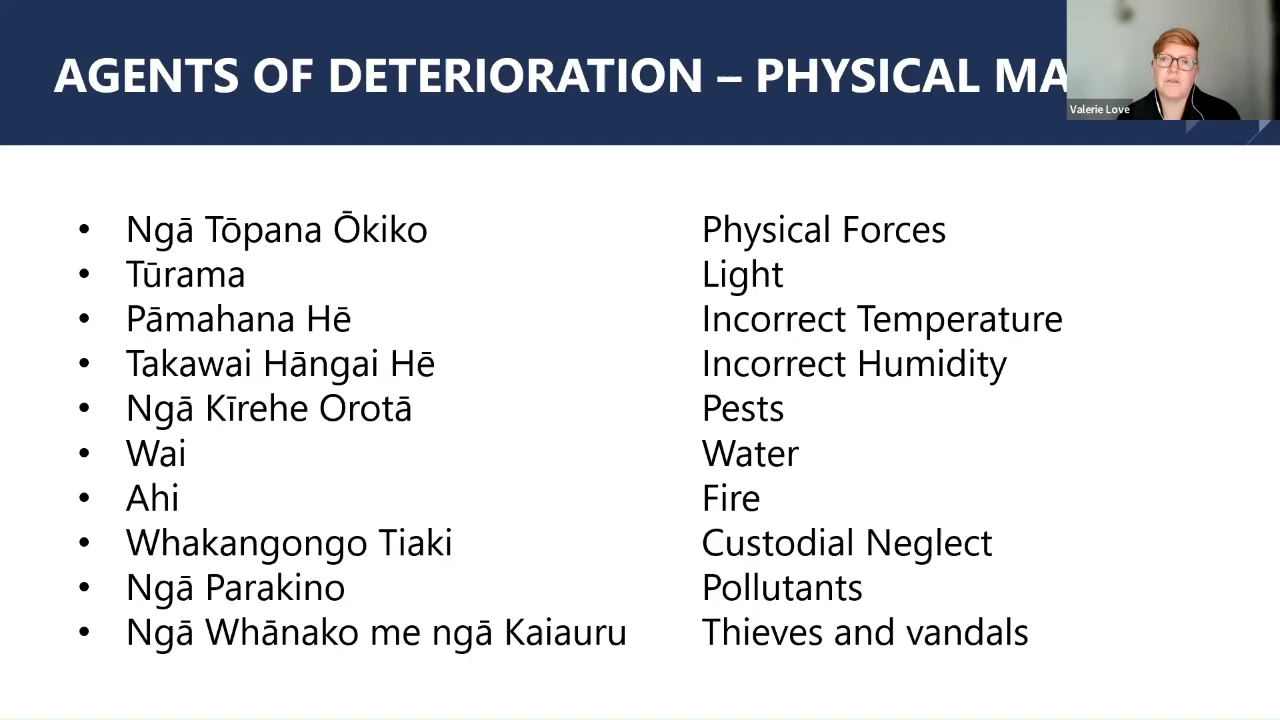 AGENTS OF DETERIORATION – PHYSICAL MA
Valerie Love
• Ngā Tōpana Ōkiko Physical Forces
• Tūrama Light
• Pāmahana Hē Incorrect Temperature
• Takawai Hāngai Hē Incorrect Humidity
• Ngā Kīrehe Orotā Pests
• Wai Water
• Ahi Fire
• Whakangongo Tiaki Custodial Neglect
• Ngā Parakino Pollutants
• Ngā Whānako me ngā Kaiauru Thieves and vandals